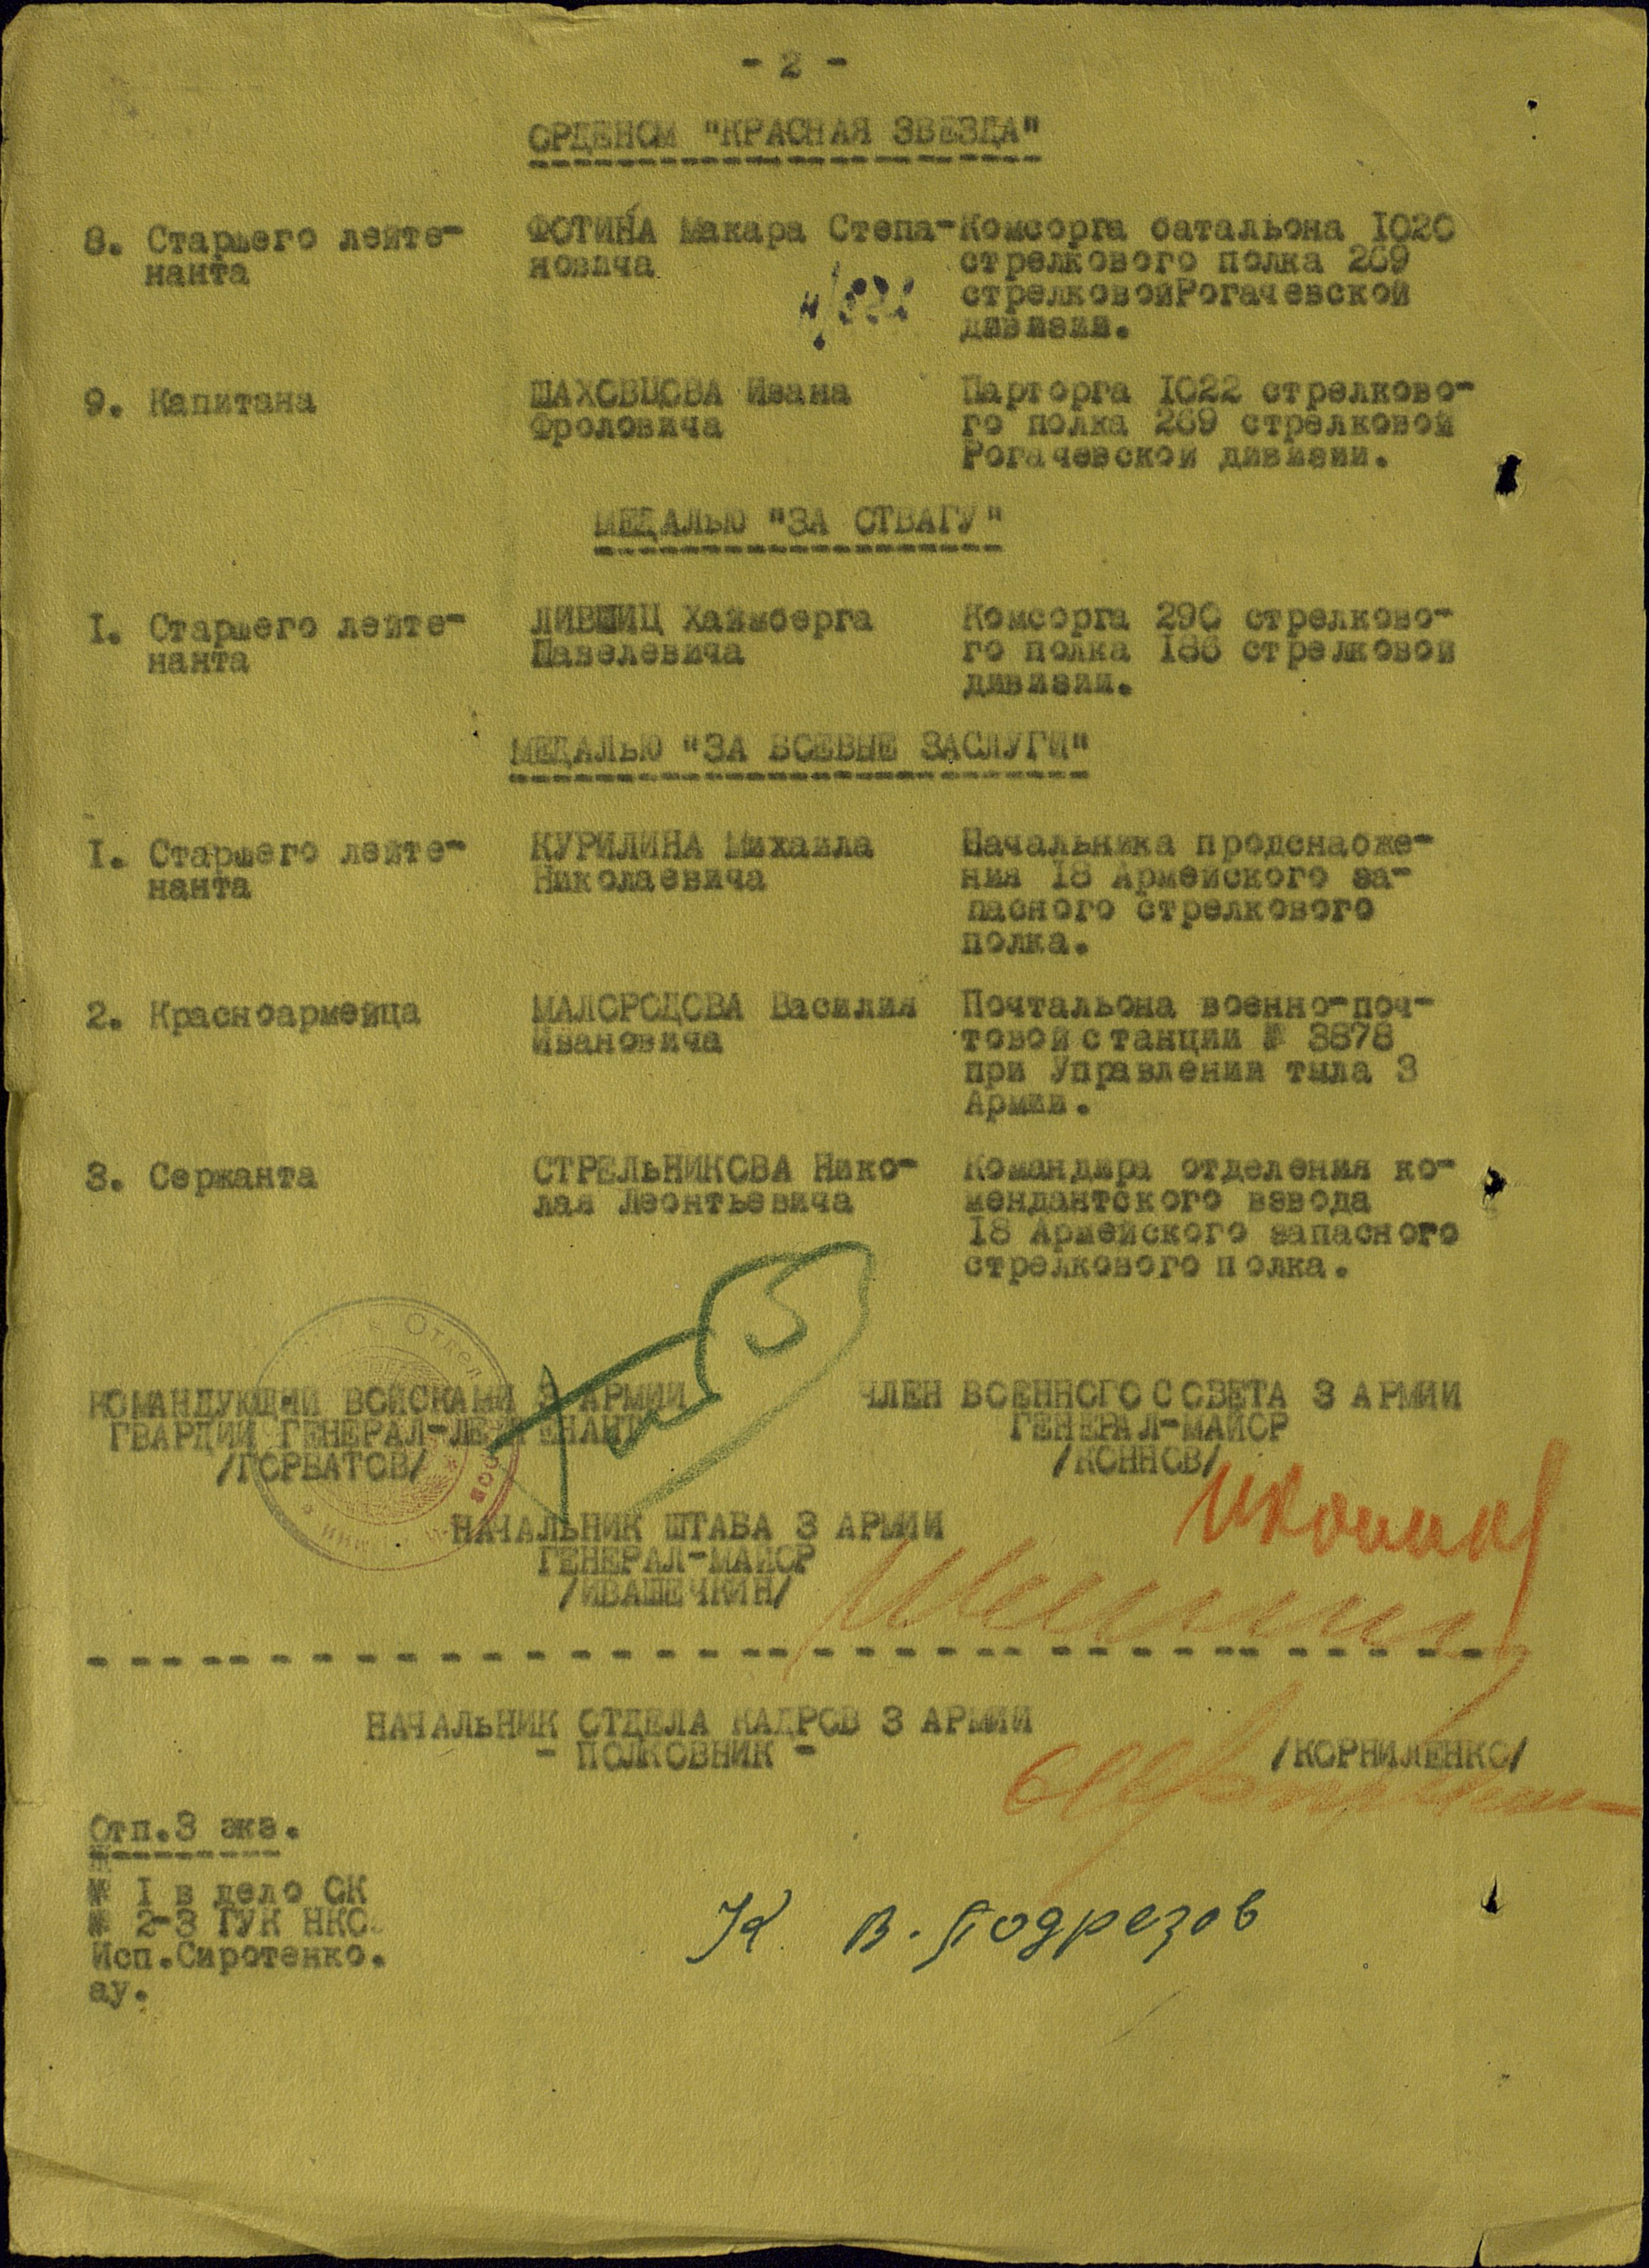 - 2 -
ОРДЕНОМ "КРАСНАЯ ЗВЕЗДА"
8. Старшего лейте-
нанта
ФОТИНА Макара Степа-
новича
Комсорга батальона 1020
стрелкового полка 269
стрелковойРогачевской
дивизии.
9. Капитана
ШАХОВЦОВА Ивана
Фроловича
Парторга 1022 стрелково-
го полка 269 стрелковой
Рогачевской дивизии.
МЕДАЛЬЮ "ЗА ОТВАГУ"
I. Старшего лейте-
нанта
ЛИВШИЦ Хаимберга
Павелевича
Комсорга 290 стрелково-
го полка 186 стрелковой
дивизии.
МЕДАЛЬЮ "ЗА БОЕВЫЕ ЗАСЛУГИ"
I. Старшего лейте-
нанта
КУРИЛИНА Михаила
Николаевича
Начальника продснабже-
ния 18 Армейского за-
пасного стрелкового
полка.
2. Красноармейца
МАЛОРОДОВА Василия
Ивановича
Почтальона военно-поч-
товой станции № 3878
при Управлении тыла 3
Армии.
3. Сержанта
СТРЕЛЬНИКОВА Нико-
лая Леонтьевича
Командира отделения ко-
мендантского взвода
18 Армейского запасного
стрелкового полка.
КОМАНДУЮЩИЙ ВОЙСКАМИ 3 АРМИИ
ГВАРДИИ ГЕНЕРАЛ-ЛЕЙТЕНАНТ
/ГОРБАТОВ/
ЧЛЕН ВОЕННОГО СОВЕТА 3 АРМИИ
ГЕНЕРАЛ-МАЙОР
/КОННОВ/
НАЧАЛЬНИК ШТАБА 3 АРМИИ
ГЕНЕРАЛ-МАЙОР
/ИВАШЕЧКИН/
НАЧАЛЬНИК ОТДЕЛА КАДРОВ 3 АРМИИ
- ПОЛКОВНИК -
/КОРНИЛЕНКО/
Отп.3 экз.
№ I в дело ОК
№ 2-3 ГУК НКО
Исп.Сиротенко.
ау.
В. Подрезов